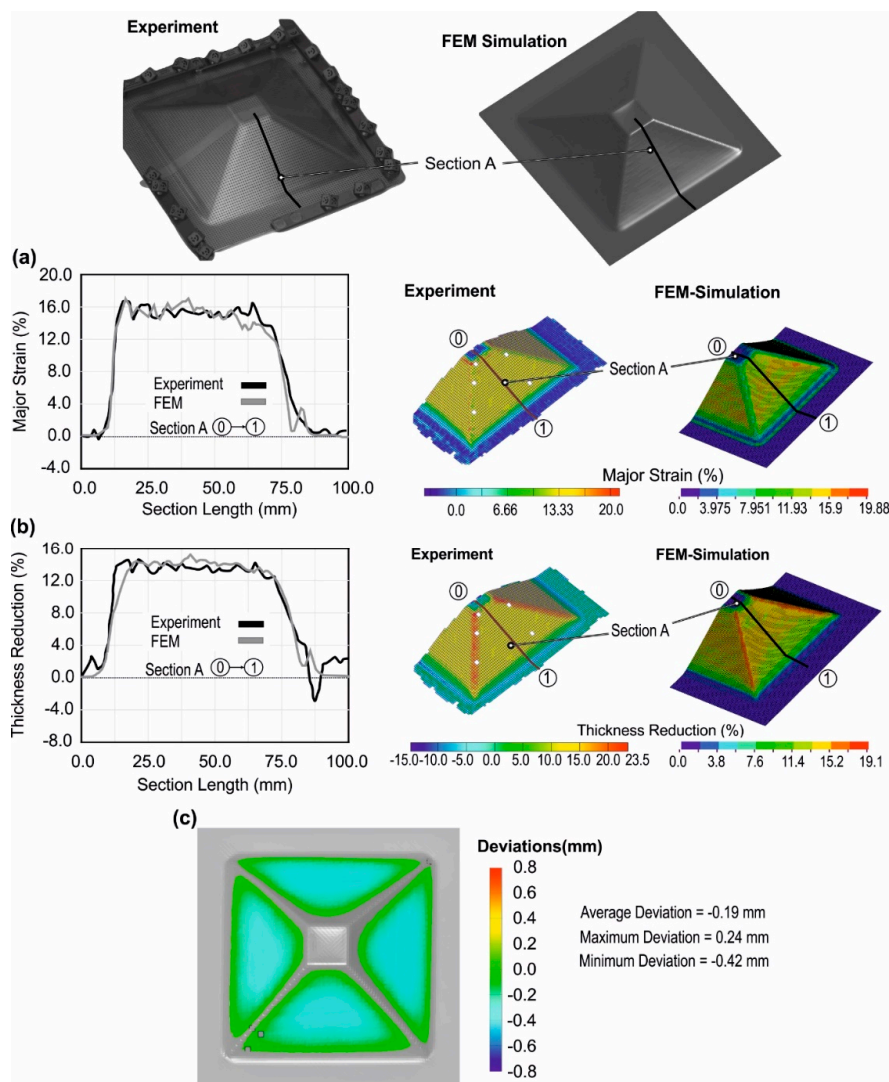 Experiment
FEM Simulation
Section A
(a)
20.0
16.0
12.0
8.0
4.0
0.0
-4.0
Major Strain (%)
Experiment
FEM
Section A 0→1
0.0 25.0 50.0 75.0 100.0
Section Length (mm)
Experiment
FEM-Simulation
0
0
Section A
1
1
Major Strain (%)
0.0 6.66 13.33 20.0
0.0 3.975 7.951 11.93 15.9 19.88
(b)
16.0
12.0
8.0
4.0
0.0
-4.0
-8.0
Thickness Reduction (%)
Experiment
FEM
Section A 0→1
0.0 25.0 50.0 75.0 100.0
Section Length (mm)
Experiment
FEM-Simulation
0
0
Section A
1
1
Thickness Reduction (%)
-15.0 -10.0 -5.0 0.0 5.0 10.0 15.0 23.5
0.0 3.8 7.6 11.4 15.2 19.1
(c)
Deviations(mm)
0.8
0.6
0.4
0.2
0.0
-0.2
-0.4
-0.6
-0.8
Average Deviation = -0.19 mm
Maximum Deviation = 0.24 mm
Minimum Deviation = -0.42 mm